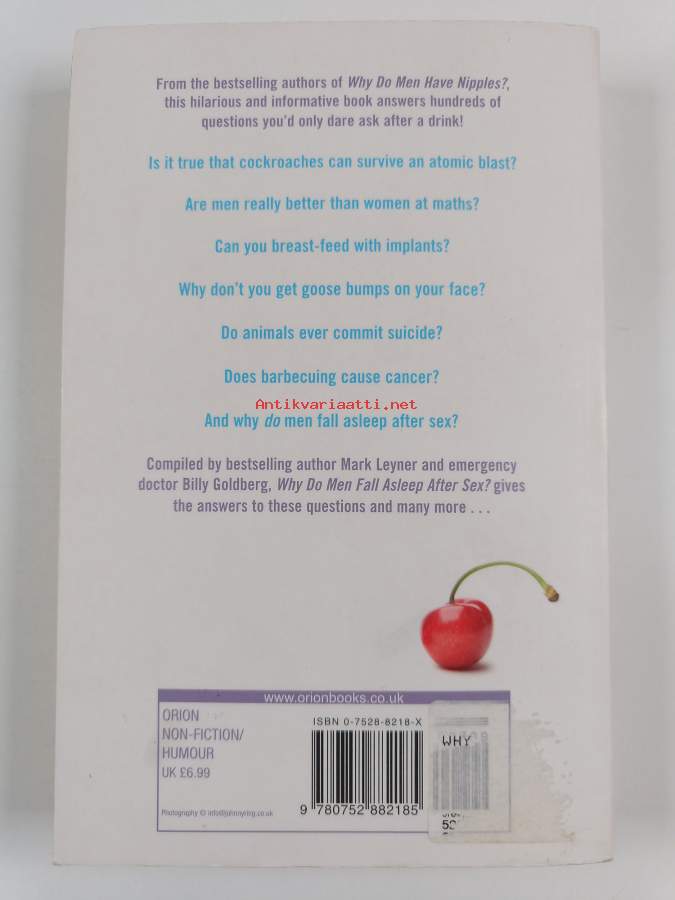 From the bestselling authors of Why Do Men Have Nipples?,
this hilarious and informative book answers hundreds of
questions you'd only dare ask after a drink!
Is it true that cockroaches can survive an atomic blast?
Are men really better than women at maths?
Can you breast-feed with implants?
Why don't you get goose bumps on your face?
Do animals ever commit suicide?
Does barbecuing cause cancer?
Antikvariaatti.net
And why do men fall asleep after sex?
Compiled by bestselling author Mark Leyner and emergency
doctor Billy Goldberg, Why Do Men Fall Asleep After Sex? gives
the answers to these questions and many more . . .
www.orionbooks.co.uk
ORION
NON-FICTION/
HUMOUR
UK £6.99
Photography © info@johnnyring.co.uk
ISBN 0-7528-8218-X
9 780752 882185
WHY